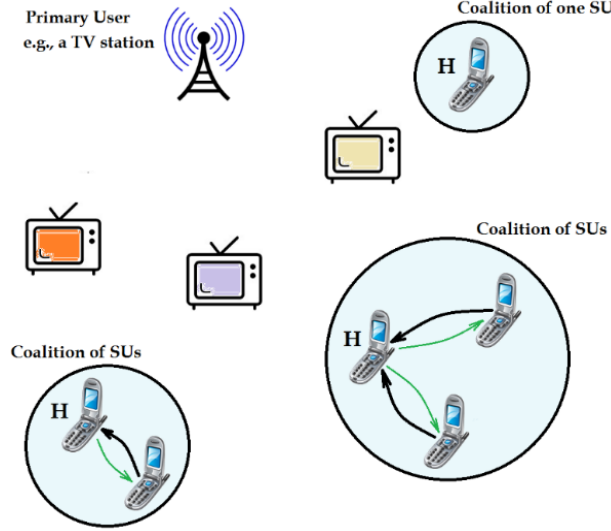 Primary User
e.g., a TV station
Coalition of one SU
H
Coalition of SUs
H
Coalition of SUs
H